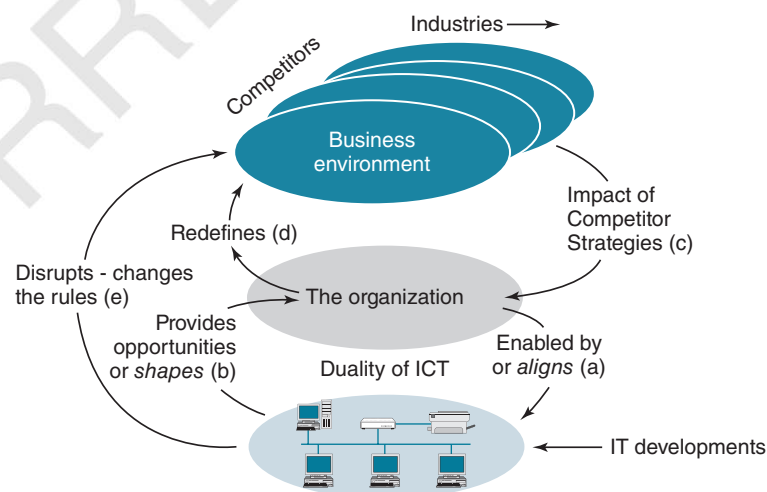 Industries
Competitors
Business
environment
Impact of
Competitor
Strategies (c)
Redefines (d)
Disrupts - changes
the rules (e)
The organization
Provides
opportunities
or shapes (b)
Enabled by
or aligns (a)
Duality of ICT
IT developments